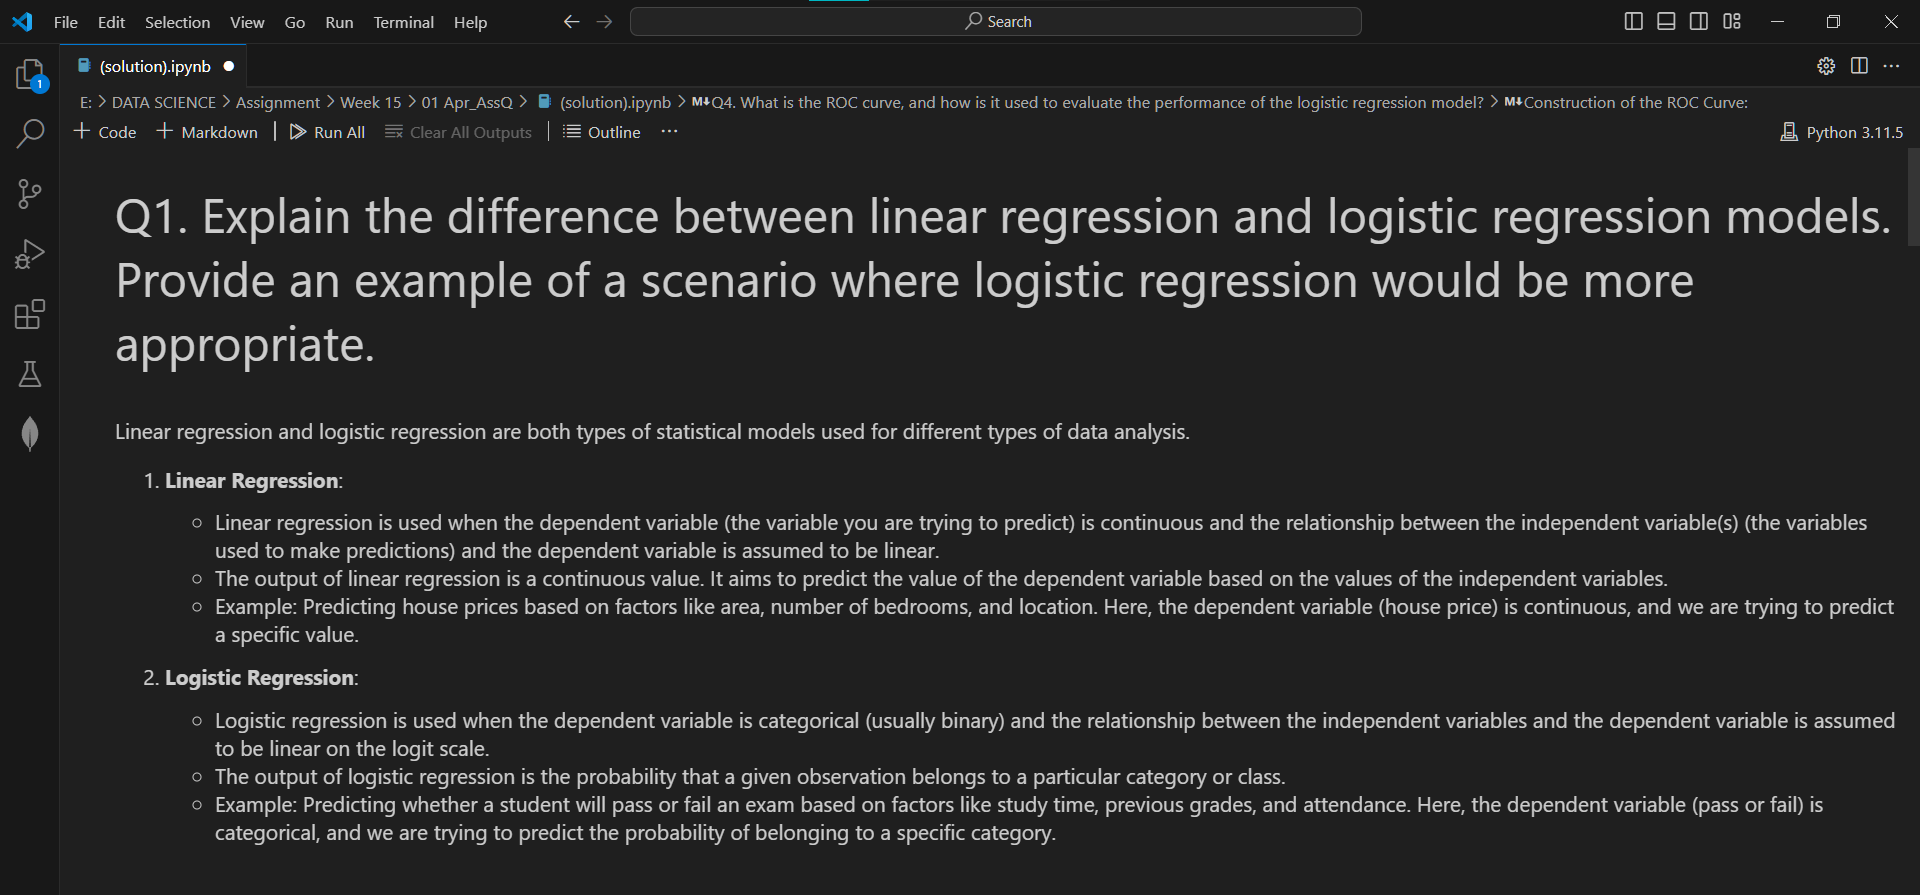 File Edit Selection View Go Run Terminal Help Search
(solution).ipynb
1
E: > DATA SCIENCE > Assignment > Week 15 > 01 Apr_AssQ > (solution).ipynb > M↓Q4. What is the ROC curve, and how is it used to evaluate the performance of the logistic regression model? > M↓Construction of the ROC Curve:
+ Code + Markdown | Run All Clear All Outputs | Outline ··· Python 3.11.5
Q1. Explain the difference between linear regression and logistic regression models.
Provide an example of a scenario where logistic regression would be more
appropriate.
Linear regression and logistic regression are both types of statistical models used for different types of data analysis.
1. Linear Regression:
○ Linear regression is used when the dependent variable (the variable you are trying to predict) is continuous and the relationship between the independent variable(s) (the variables
used to make predictions) and the dependent variable is assumed to be linear.
○ The output of linear regression is a continuous value. It aims to predict the value of the dependent variable based on the values of the independent variables.
○ Example: Predicting house prices based on factors like area, number of bedrooms, and location. Here, the dependent variable (house price) is continuous, and we are trying to predict
a specific value.
2. Logistic Regression:
○ Logistic regression is used when the dependent variable is categorical (usually binary) and the relationship between the independent variables and the dependent variable is assumed
to be linear on the logit scale.
○ The output of logistic regression is the probability that a given observation belongs to a particular category or class.
○ Example: Predicting whether a student will pass or fail an exam based on factors like study time, previous grades, and attendance. Here, the dependent variable (pass or fail) is
categorical, and we are trying to predict the probability of belonging to a specific category.